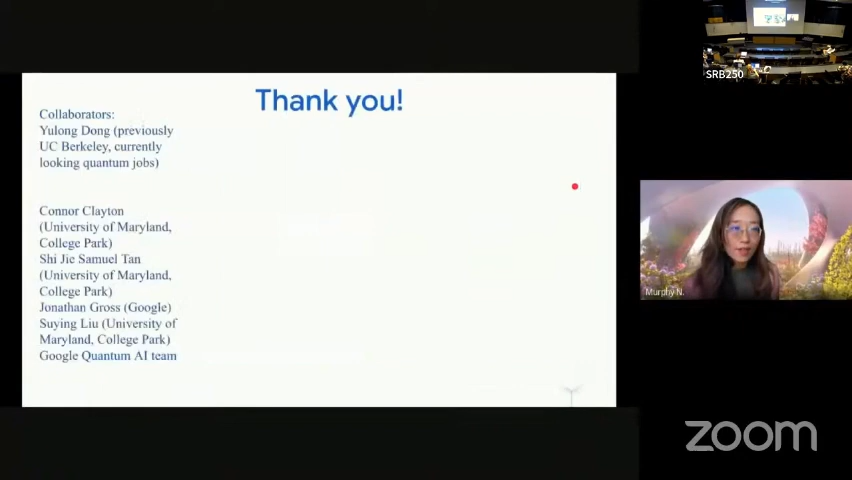 Thank you!
Collaborators:
Yulong Dong (previously
UC Berkeley, currently
looking quantum jobs)
Connor Clayton
(University of Maryland,
College Park)
Shi Jie Samuel Tan
(University of Maryland,
College Park)
Jonathan Gross (Google)
Suying Liu (University of
Maryland, College Park)
Google Quantum AI team
SRB250
Murphy N.
zoom